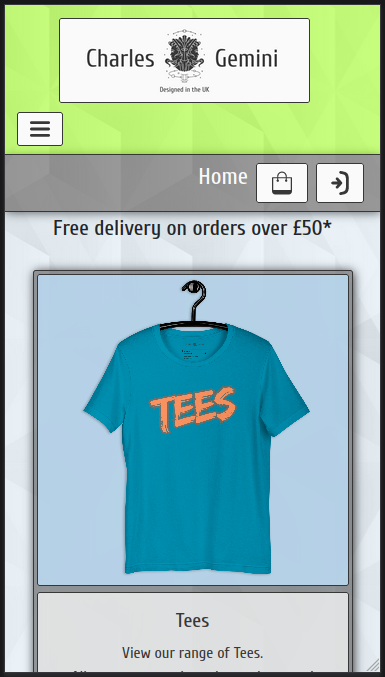 Charles Gemini
Designed in the UK
Home
Free delivery on orders over £50*
TEES
Tees
View our range of Tees.